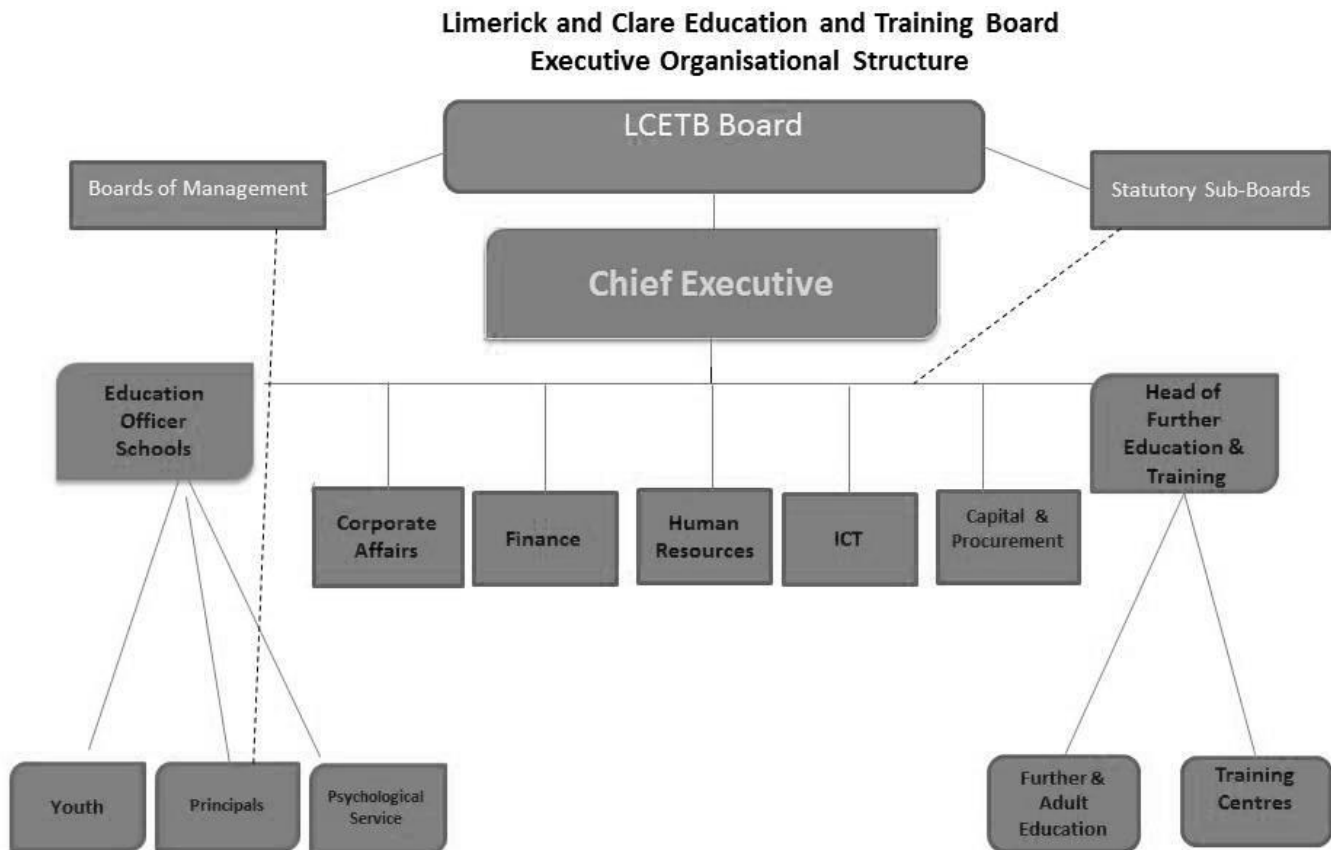 Limerick and Clare Education and Training Board
Executive Organisational Structure
LCETB Board
Boards of Management
Statutory Sub-Boards
Chief Executive
Education
Officer
Schools
Head of
Further
Education &
Training
Corporate
Affairs
Finance
Human
Resources
ICT
Capital &
Procurement
Youth
Principals
Psychological
Service
Further &
Adult
Education
Training
Centres